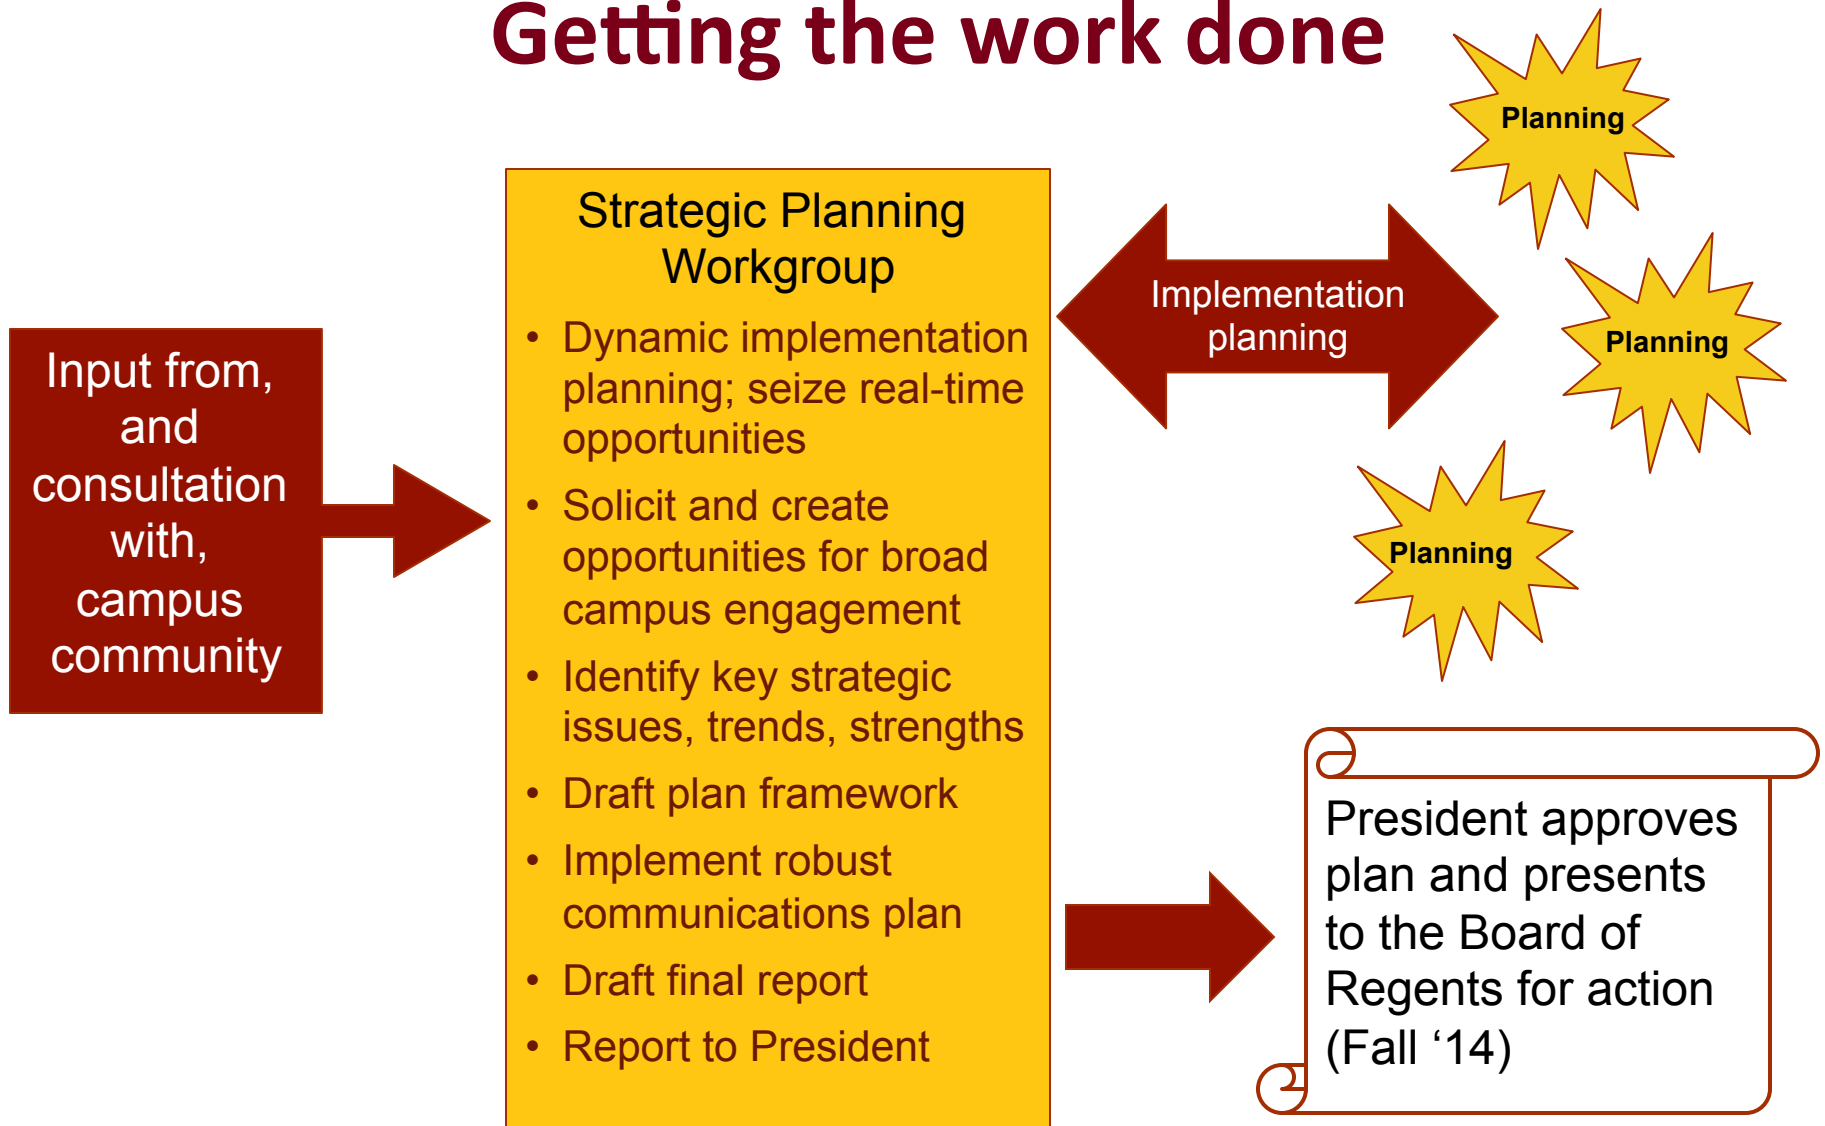 Getting the work done
Input from,
and
consultation
with,
campus
community
Strategic Planning
Workgroup
• Dynamic implementation
planning; seize real-time
opportunities
• Solicit and create
opportunities for broad
campus engagement
• Identify key strategic
issues, trends, strengths
• Draft plan framework
• Implement robust
communications plan
• Draft final report
• Report to President
Implementation
planning
Planning
Planning
Planning
President approves
plan and presents
to the Board of
Regents for action
(Fall ‘14)